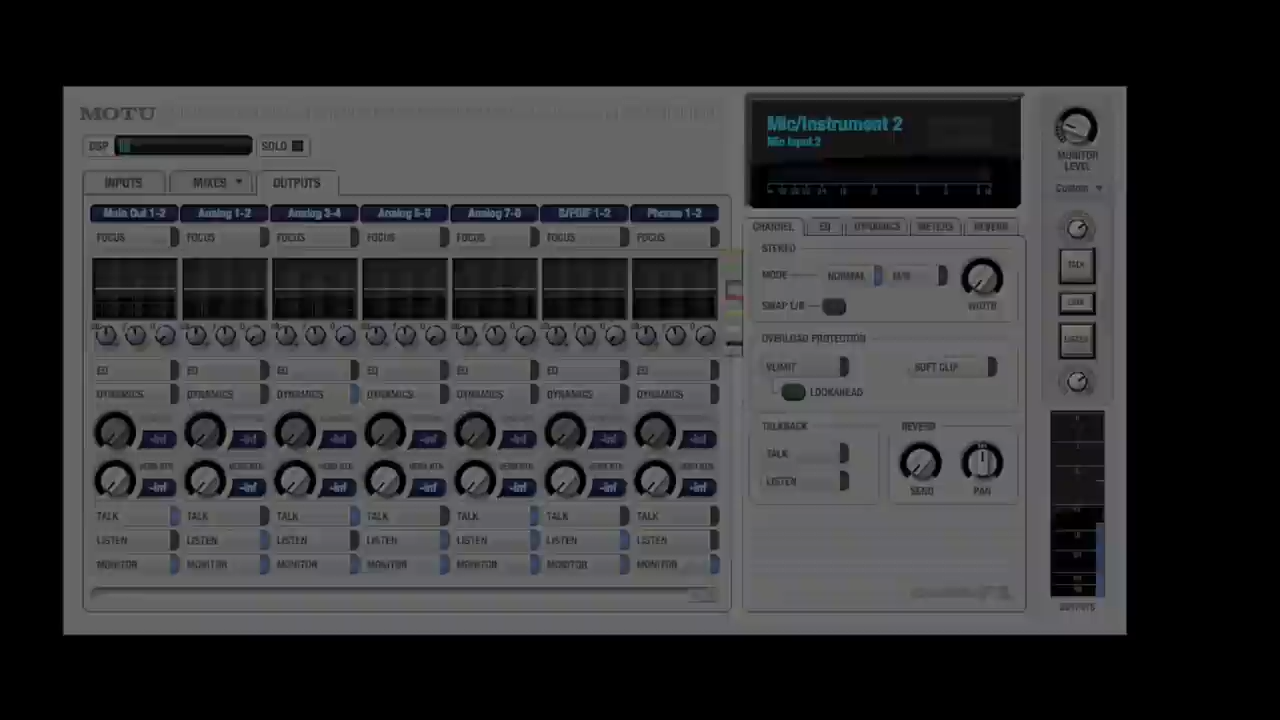 MOTU
DSP SOLO
INPUTS MIXES OUTPUTS
Main Out 1-2 Analog 1-2 Analog 3-4 Analog 5-6 Analog 7-8 S/PDIF 1-2 Phones 1-2
FOCUS FOCUS FOCUS FOCUS FOCUS FOCUS FOCUS
EQ EQ EQ EQ EQ EQ EQ
DYNAMICS DYNAMICS DYNAMICS DYNAMICS DYNAMICS DYNAMICS DYNAMICS
-inf -inf -inf -inf -inf -inf -inf
-inf -inf -inf -inf -inf -inf -inf
TALK TALK TALK TALK TALK TALK TALK
LISTEN LISTEN LISTEN LISTEN LISTEN LISTEN LISTEN
MONITOR MONITOR MONITOR MONITOR MONITOR MONITOR MONITOR
Mic/Instrument 2
Mic Input 2
CHANNEL EQ DYNAMICS METERS REVERB
STEREO
MODE NORMAL M/S
SWAP L/R WIDTH
OVERLOAD PROTECTION
VLIMIT SOFT CLIP
LOOKAHEAD
TALKBACK REVERB
TALK
LISTEN SEND PAN
MONITOR
LEVEL
Custom
TALK
LINK
LISTEN
OUTPUTS